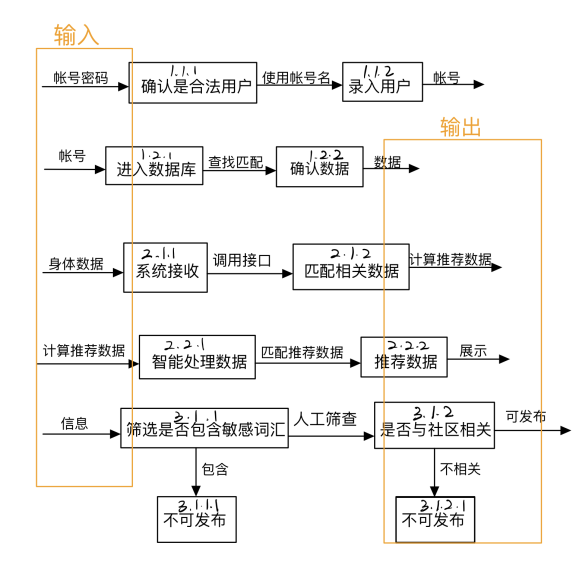 输入
帐号密码
1.1.1
确认是合法用户
使用帐号名
1.1.2
录入用户
帐号
输出
帐号
1.2.1
进入数据库
查找匹配
1.2.2
确认数据
数据
身体数据
2.1.1
系统接收
调用接口
2.1.2
匹配相关数据
计算推荐数据
计算推荐数据
2.2.1
智能处理数据
匹配推荐数据
2.2.2
推荐数据
展示
信息
3.1.1
筛选是否包含敏感词汇
人工筛查
3.1.2
是否与社区相关
可发布
包含
不相关
3.1.1.1
不可发布
3.1.2.1
不可发布